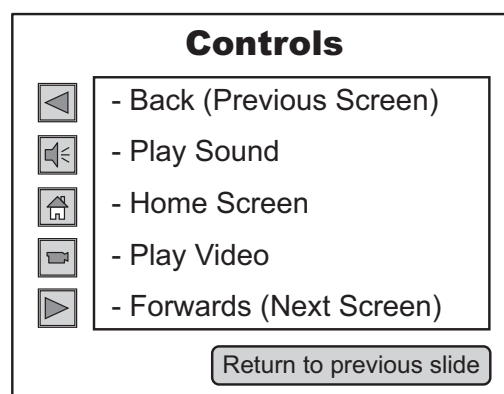 Controls
- Back (Previous Screen)
- Play Sound
- Home Screen
- Play Video
- Forwards (Next Screen)
Return to previous slide